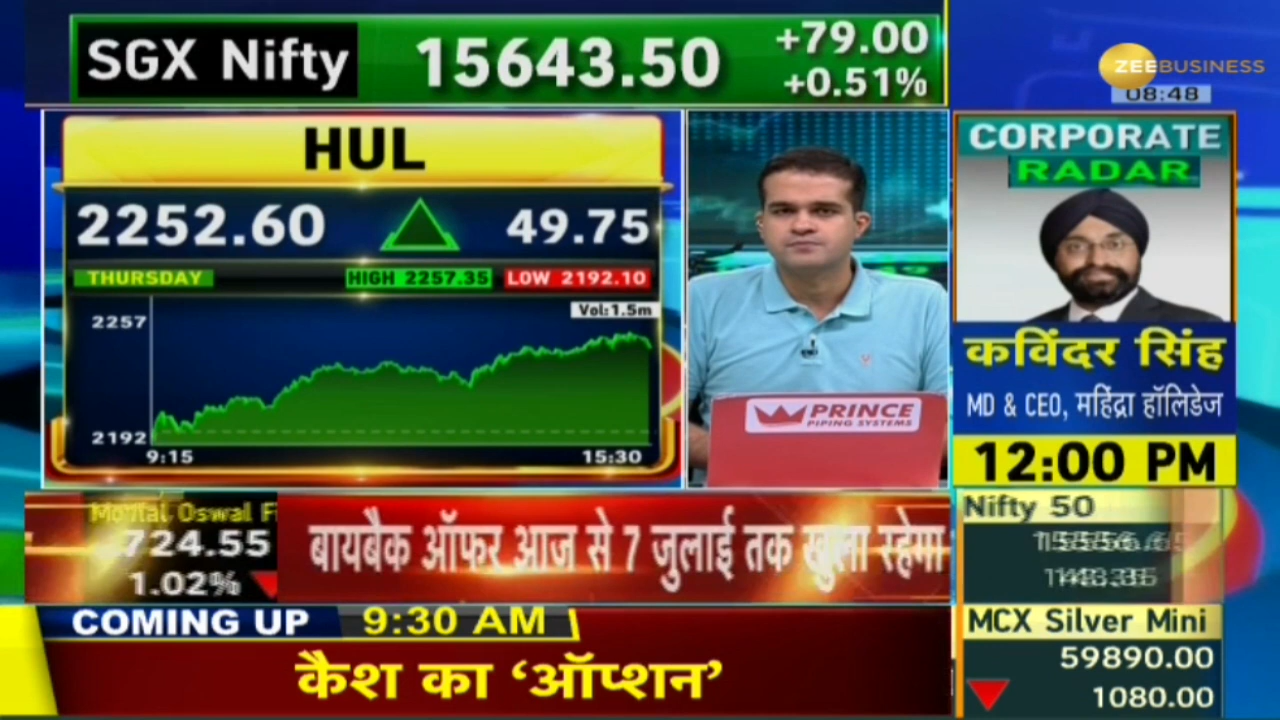 SGX Nifty
15643.50
+79.00
+0.51%
ZEEBUSINESS
08:48
HUL
2252.60
49.75
THURSDAY
HIGH 2257.35
LOW 2192.10
Vol:1.5m
2257
2192
9:15
15:30
PRINCE
PIPING SYSTEMS
CORPORATE
RADAR
कविंदर सिंह
MD & CEO, महिंद्रा हॉलिडेज
12:00 PM
Motilal Oswal Fi
724.55
1.02%
बायबैक ऑफर आज से 7 जुलाई तक खुला रहेगा
Nifty 50
COMING UP
9:30 AM
कैश का ‘ऑप्शन’
MCX Silver Mini
59890.00
1080.00